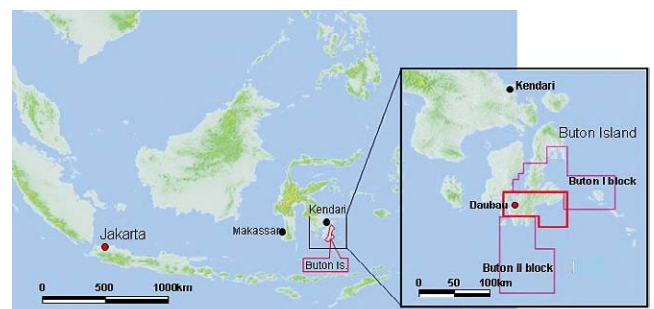 Kendari
Makassar
Jakarta
Buton Is.
0 500 1000km
Kendari
Buton Island
Buton I block
Daubau
Buton II block
0 50 100km